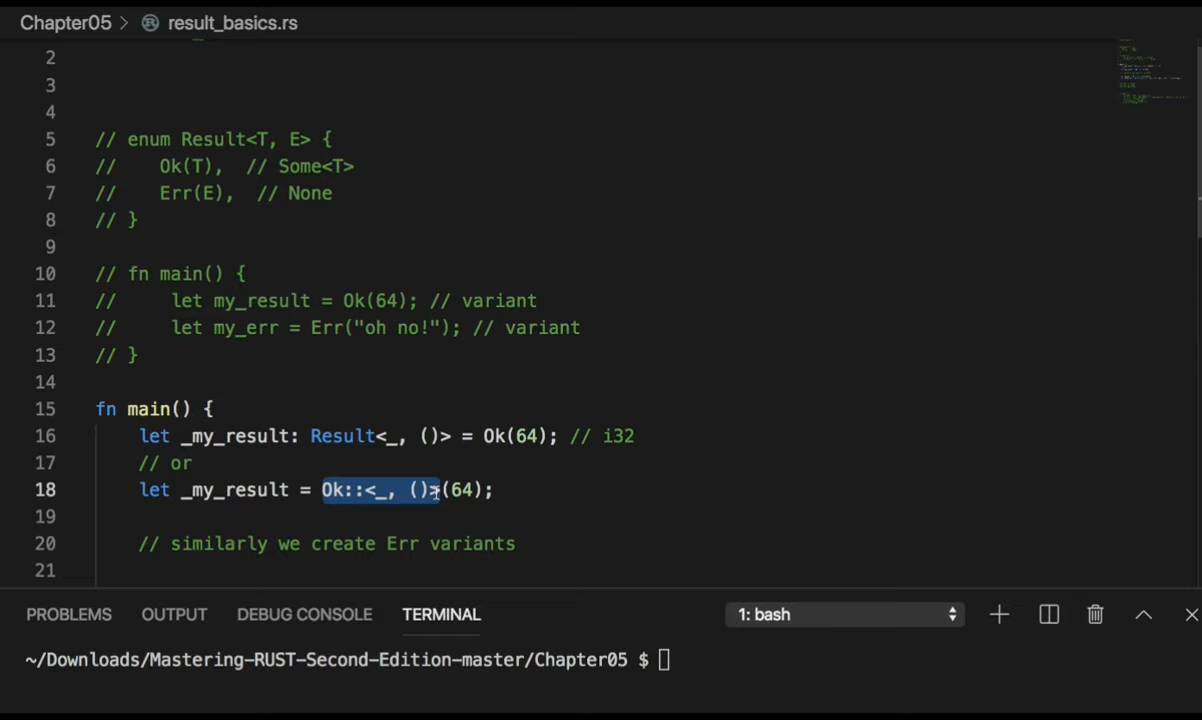 Chapter05 > result_basics.rs
2
3
4
5 // enum Result<T, E> {
6 //    Ok(T),  // Some<T>
7 //    Err(E),  // None
8 // }
9
10 // fn main() {
11 //     let my_result = Ok(64); // variant
12 //     let my_err = Err("oh no!"); // variant
13 // }
14
15 fn main() {
16     let _my_result: Result<_, ()> = Ok(64); // i32
17     // or
18     let _my_result = Ok::<_, ()>(64);
19
20     // similarly we create Err variants
21
PROBLEMS OUTPUT DEBUG CONSOLE TERMINAL 1: bash
~/Downloads/Mastering-RUST-Second-Edition-master/Chapter05 $